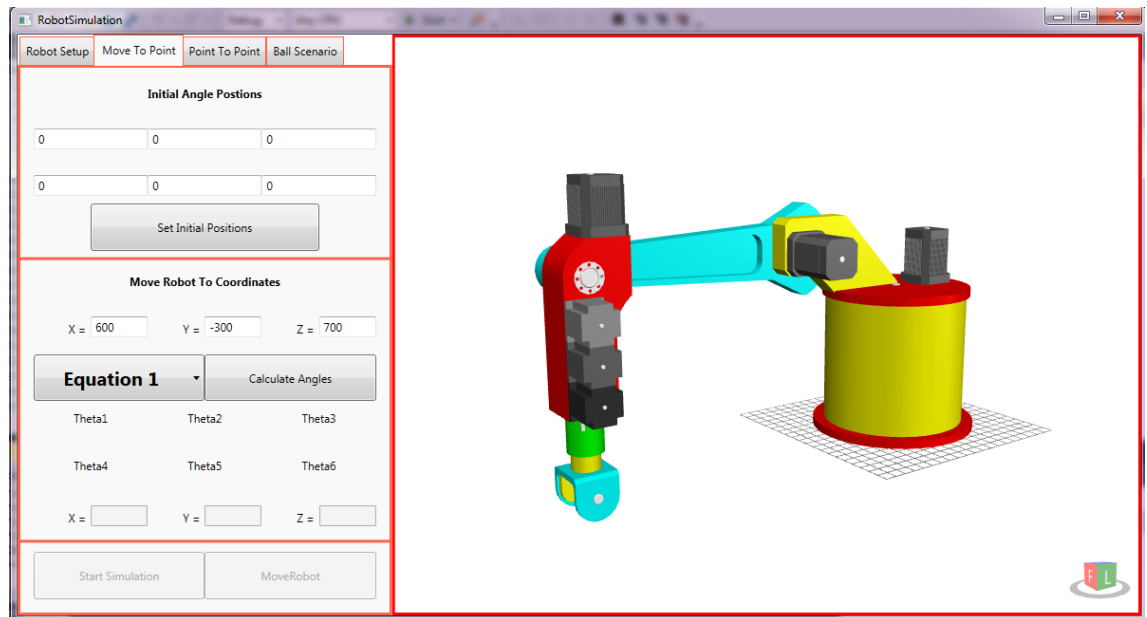 RobotSimulation
Robot Setup Move To Point Point To Point Ball Scenario
Initial Angle Postions
0 0 0
0 0 0
Set Initial Positions
Move Robot To Coordinates
X = 600 Y = -300 Z = 700
Equation 1 Calculate Angles
Theta1 Theta2 Theta3
Theta4 Theta5 Theta6
X = Y = Z =
Start Simulation MoveRobot
F L